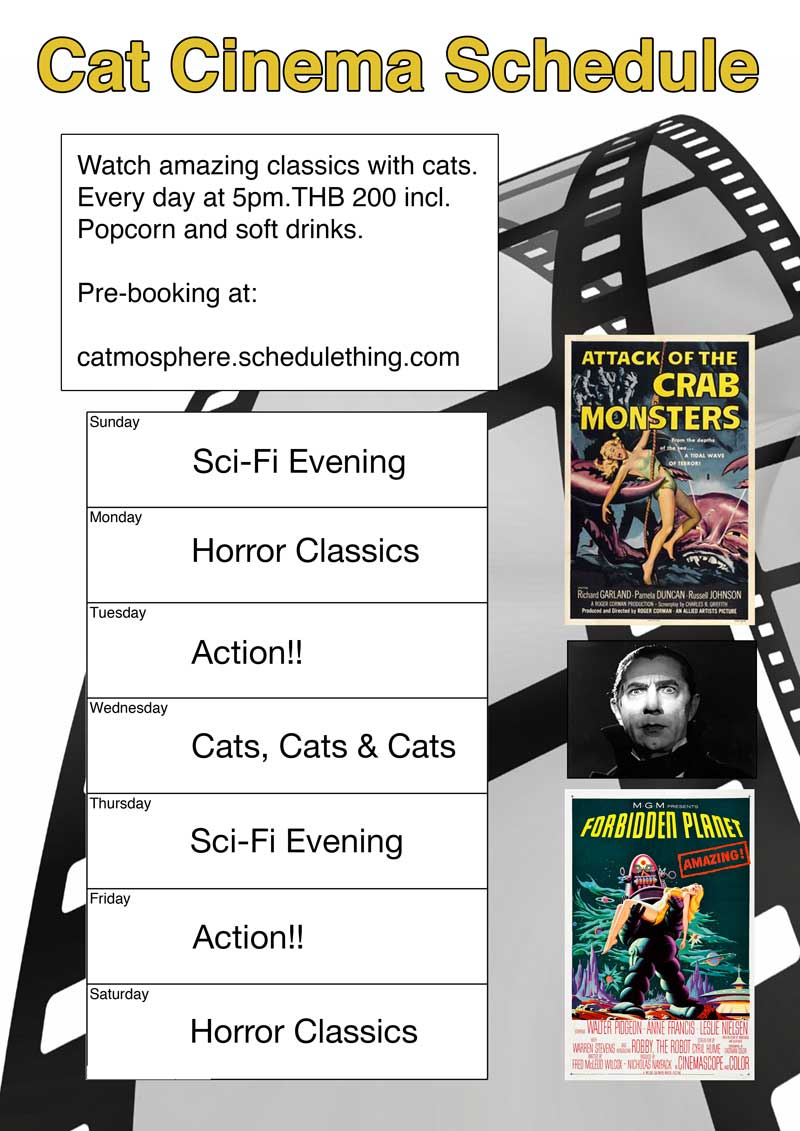 Cat Cinema Schedule
Watch amazing classics with cats.
Every day at 5pm.THB 200 incl.
Popcorn and soft drinks.
Pre-booking at:
catmosphere.schedulething.com
Sunday
Sci-Fi Evening
Monday
Horror Classics
Tuesday
Action!!
Wednesday
Cats, Cats & Cats
Thursday
Sci-Fi Evening
Friday
Action!!
Saturday
Horror Classics
ATTACK OF THE
CRAB
MONSTERS
From the depths
of the sea...
A TIDAL WAVE
OF TERROR!
Richard GARLAND · Pamela DUNCAN · Russell JOHNSON
A ROGER CORMAN PRODUCTION · Screenplay by CHARLES B. GRIFFITH
Produced and Directed by ROGER CORMAN · AN ALLIED ARTISTS PICTURE
MGM PRESENTS
FORBIDDEN PLANET
AMAZING!
WALTER PIDGEON · ANNE FRANCIS · LESLIE NIELSEN
WITH WARREN STEVENS AND ROBBY, THE ROBOT CYRIL HUME
FRED McLEOD WILCOX · NICHOLAS NAYFACK IN CINEMASCOPE AND COLOR